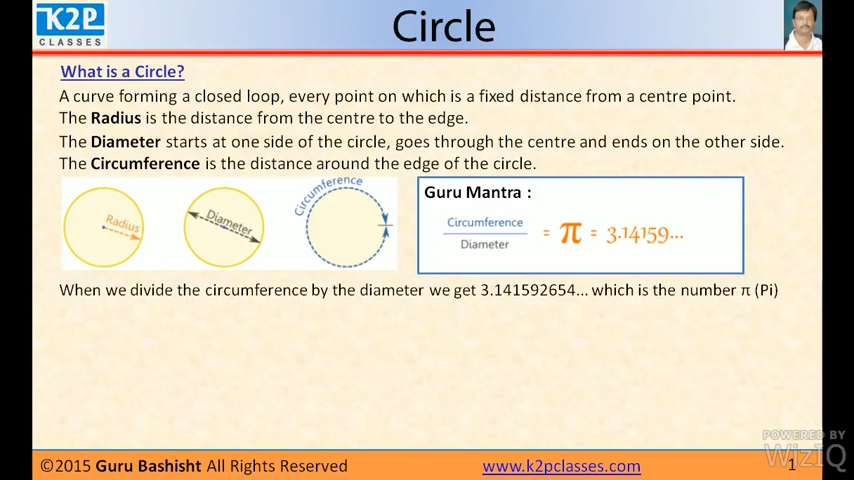 K2P
CLASSES
Circle
What is a Circle?
A curve forming a closed loop, every point on which is a fixed distance from a centre point.
The Radius is the distance from the centre to the edge.
The Diameter starts at one side of the circle, goes through the centre and ends on the other side.
The Circumference is the distance around the edge of the circle.
Radius
Diameter
Circumference
Guru Mantra :
Circumference
Diameter
= π = 3.14159...
When we divide the circumference by the diameter we get 3.141592654... which is the number π (Pi)
POWERED BY
WizIQ
©2015 Guru Bashisht All Rights Reserved
www.k2pclasses.com
1